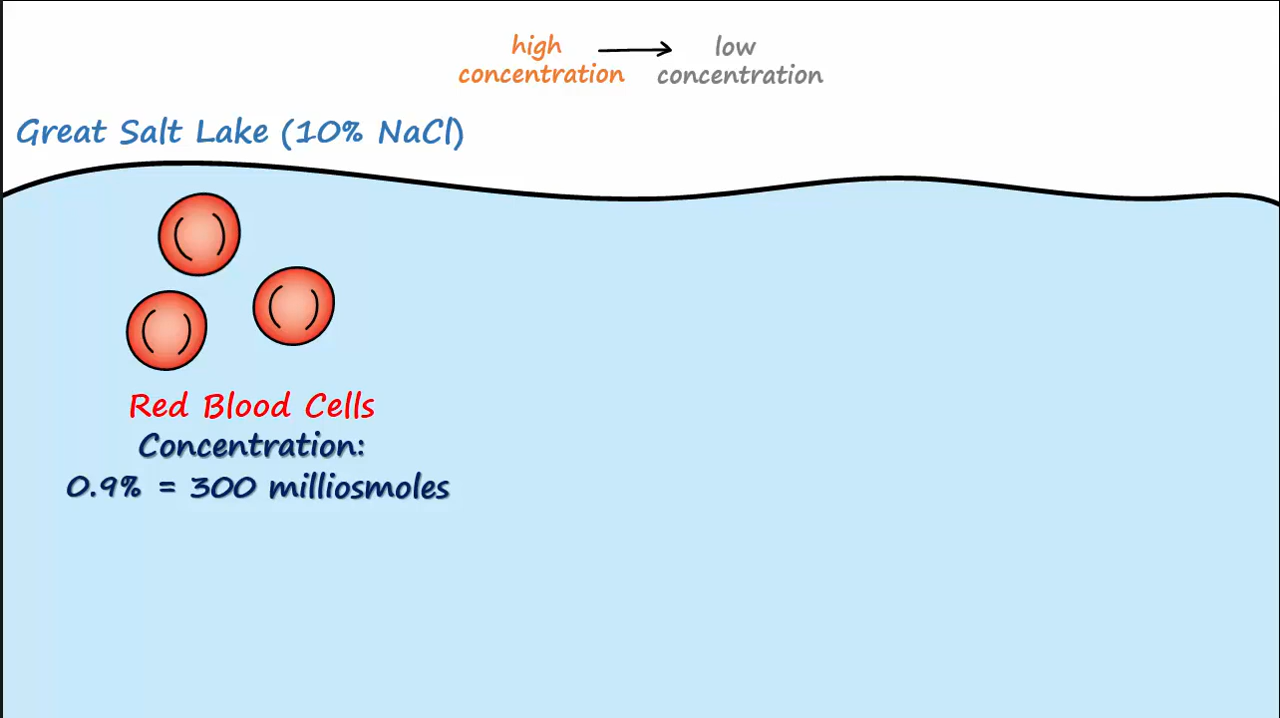 high → low
concentration concentration
Great Salt Lake (10% NaCl)
Red Blood Cells
Concentration:
0.9% = 300 milliosmoles